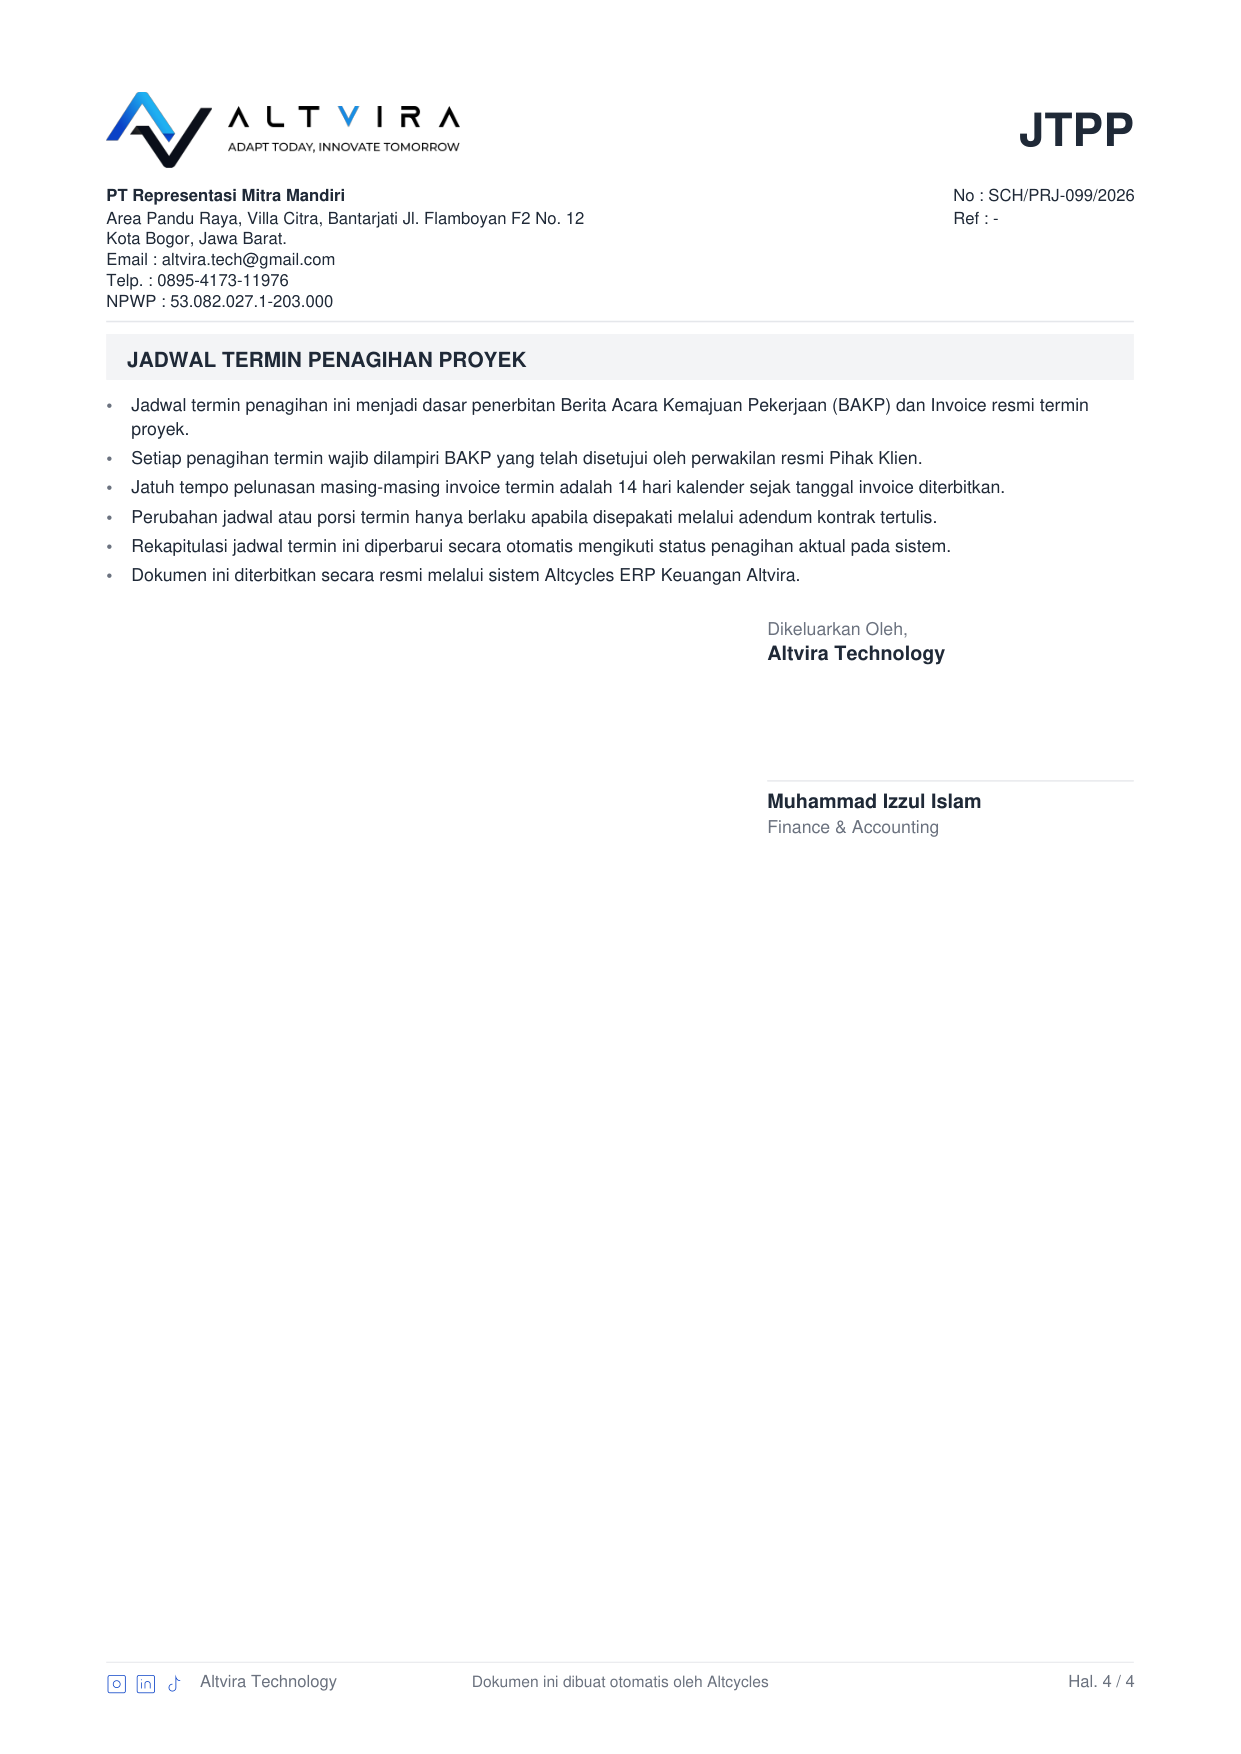 ALTVIRA
ADAPT TODAY, INNOVATE TOMORROW
JTPP
PT Representasi Mitra Mandiri
Area Pandu Raya, Villa Citra, Bantarjati Jl. Flamboyan F2 No. 12
Kota Bogor, Jawa Barat.
Email : altvira.tech@gmail.com
Telp. : 0895-4173-11976
NPWP : 53.082.027.1-203.000
No : SCH/PRJ-099/2026
Ref : -
JADWAL TERMIN PENAGIHAN PROYEK
• Jadwal termin penagihan ini menjadi dasar penerbitan Berita Acara Kemajuan Pekerjaan (BAKP) dan Invoice resmi termin
proyek.
• Setiap penagihan termin wajib dilampiri BAKP yang telah disetujui oleh perwakilan resmi Pihak Klien.
• Jatuh tempo pelunasan masing-masing invoice termin adalah 14 hari kalender sejak tanggal invoice diterbitkan.
• Perubahan jadwal atau porsi termin hanya berlaku apabila disepakati melalui adendum kontrak tertulis.
• Rekapitulasi jadwal termin ini diperbarui secara otomatis mengikuti status penagihan aktual pada sistem.
• Dokumen ini diterbitkan secara resmi melalui sistem Altcycles ERP Keuangan Altvira.
Dikeluarkan Oleh,
Altvira Technology
Muhammad Izzul Islam
Finance & Accounting
Altvira Technology
Dokumen ini dibuat otomatis oleh Altcycles
Hal. 4 / 4